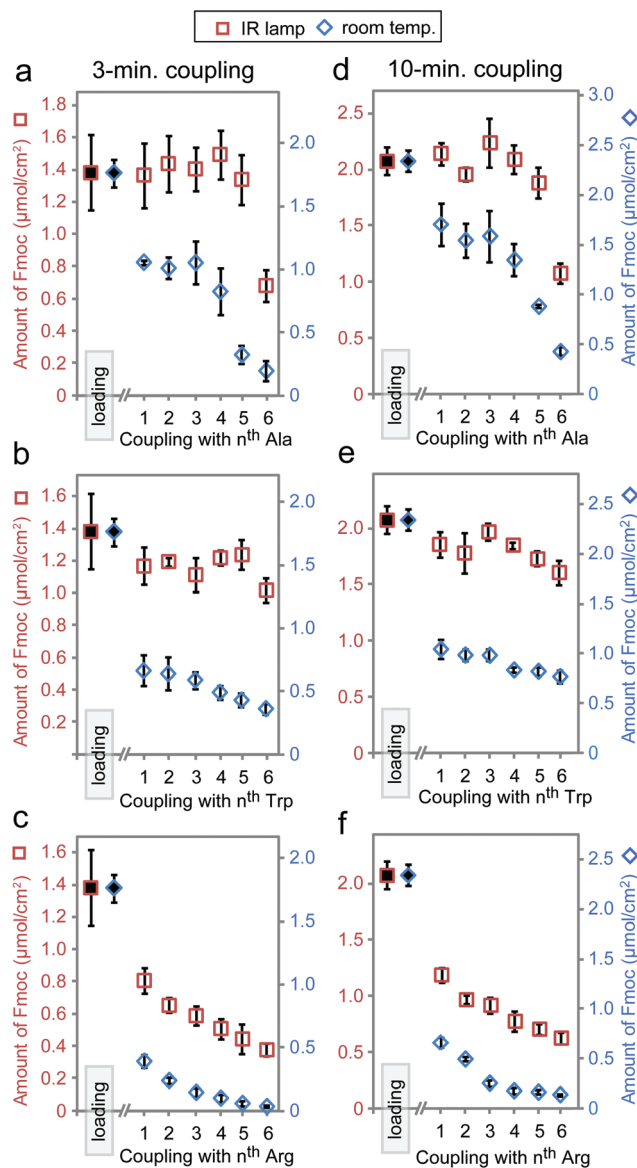 IR lamp room temp.
a 3-min. coupling
Amount of Fmoc (µmol/cm²)
1.8
1.6
1.4
1.2
1.0
0.8
0.6
0.4
0.2
0
2.0
1.5
1.0
0.5
0
loading
1 2 3 4 5 6
Coupling with nth Ala
d 10-min. coupling
2.5
2.0
1.5
1.0
0.5
0
3.0
2.5
2.0
1.5
1.0
0.5
0
Amount of Fmoc (µmol/cm²)
loading
1 2 3 4 5 6
Coupling with nth Ala
b
Amount of Fmoc (µmol/cm²)
1.6
1.4
1.2
1.0
0.8
0.6
0.4
0.2
2.0
1.5
1.0
0.5
0
loading
1 2 3 4 5 6
Coupling with nth Trp
e
2.0
1.5
1.0
0.5
0
2.5
2.0
1.5
1.0
0.5
0
Amount of Fmoc (µmol/cm²)
loading
1 2 3 4 5 6
Coupling with nth Trp
c
Amount of Fmoc (µmol/cm²)
1.6
1.4
1.2
1.0
0.8
0.6
0.4
0.2
0
2.0
1.5
1.0
0.5
0
loading
1 2 3 4 5 6
Coupling with nth Arg
f
2.0
1.5
1.0
0.5
0
2.5
2.0
1.5
1.0
0.5
0
Amount of Fmoc (µmol/cm²)
loading
1 2 3 4 5 6
Coupling with nth Arg